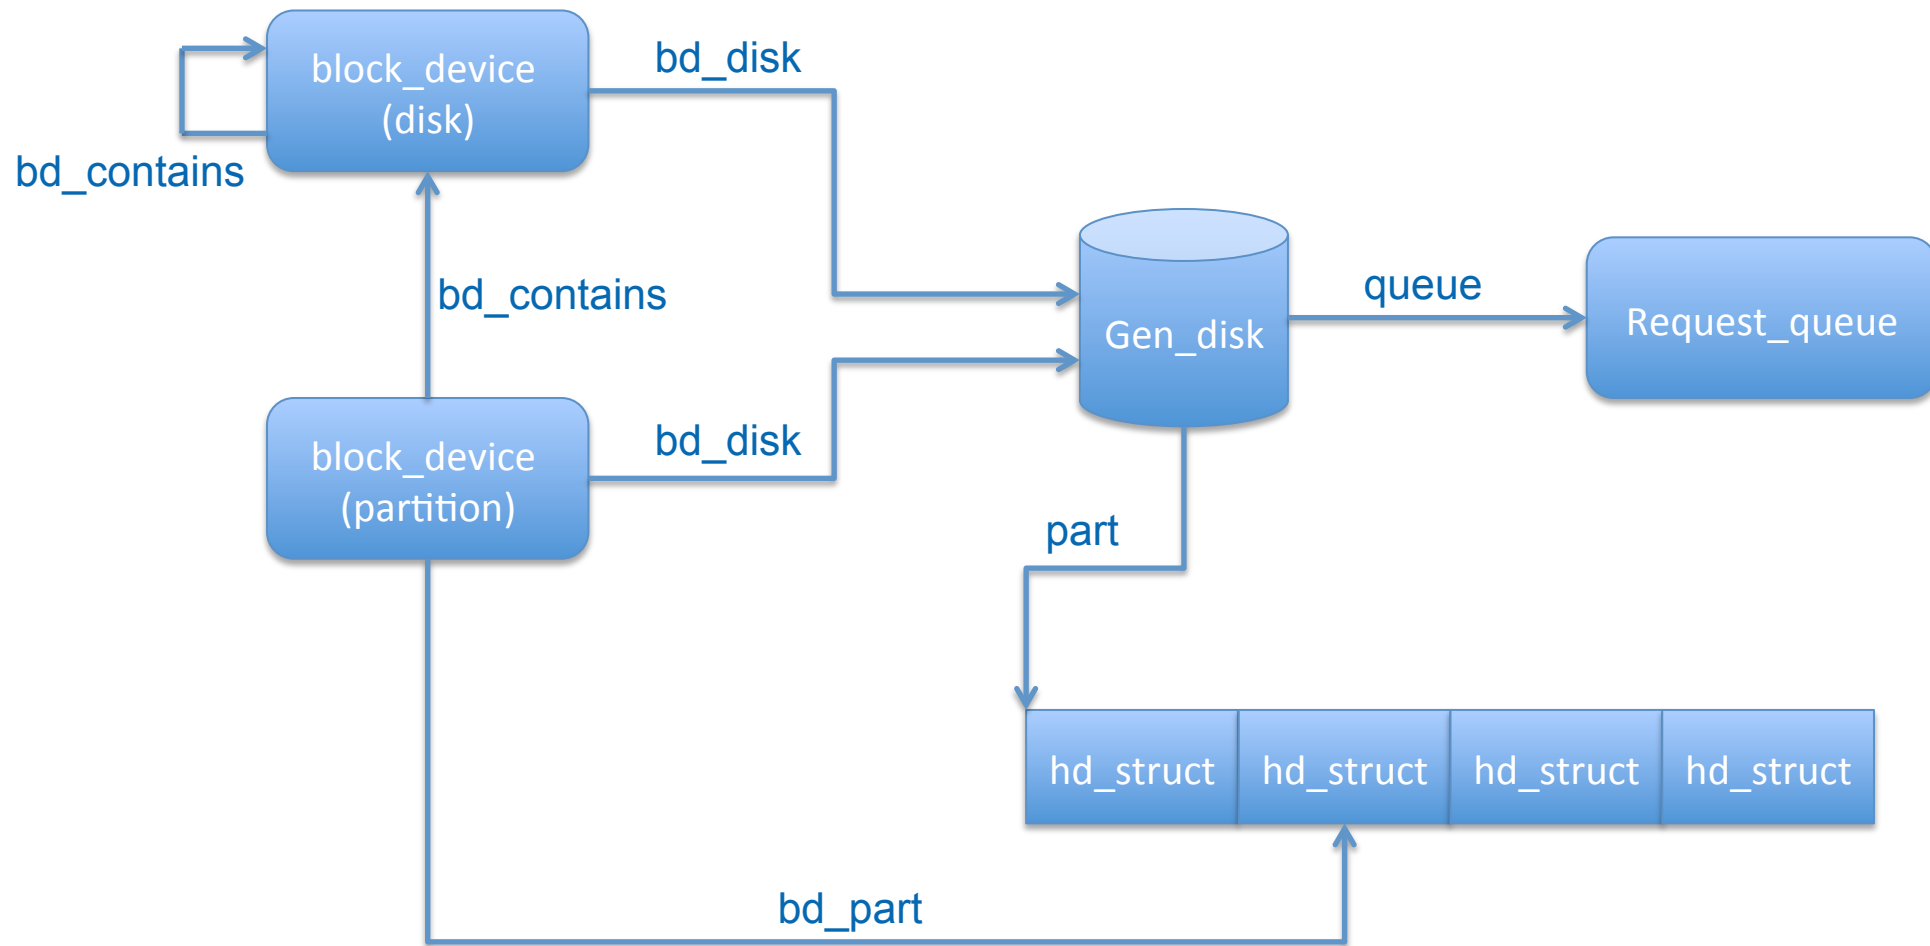 block_device
(disk)
bd_disk
bd_contains
bd_contains
Gen_disk
queue
Request_queue
block_device
(partition)
bd_disk
part
hd_struct
hd_struct
hd_struct
hd_struct
bd_part